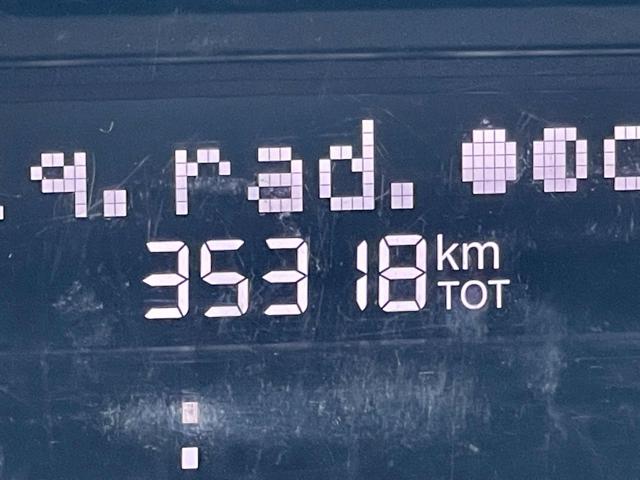 .q. rad.
35318 km
TOT